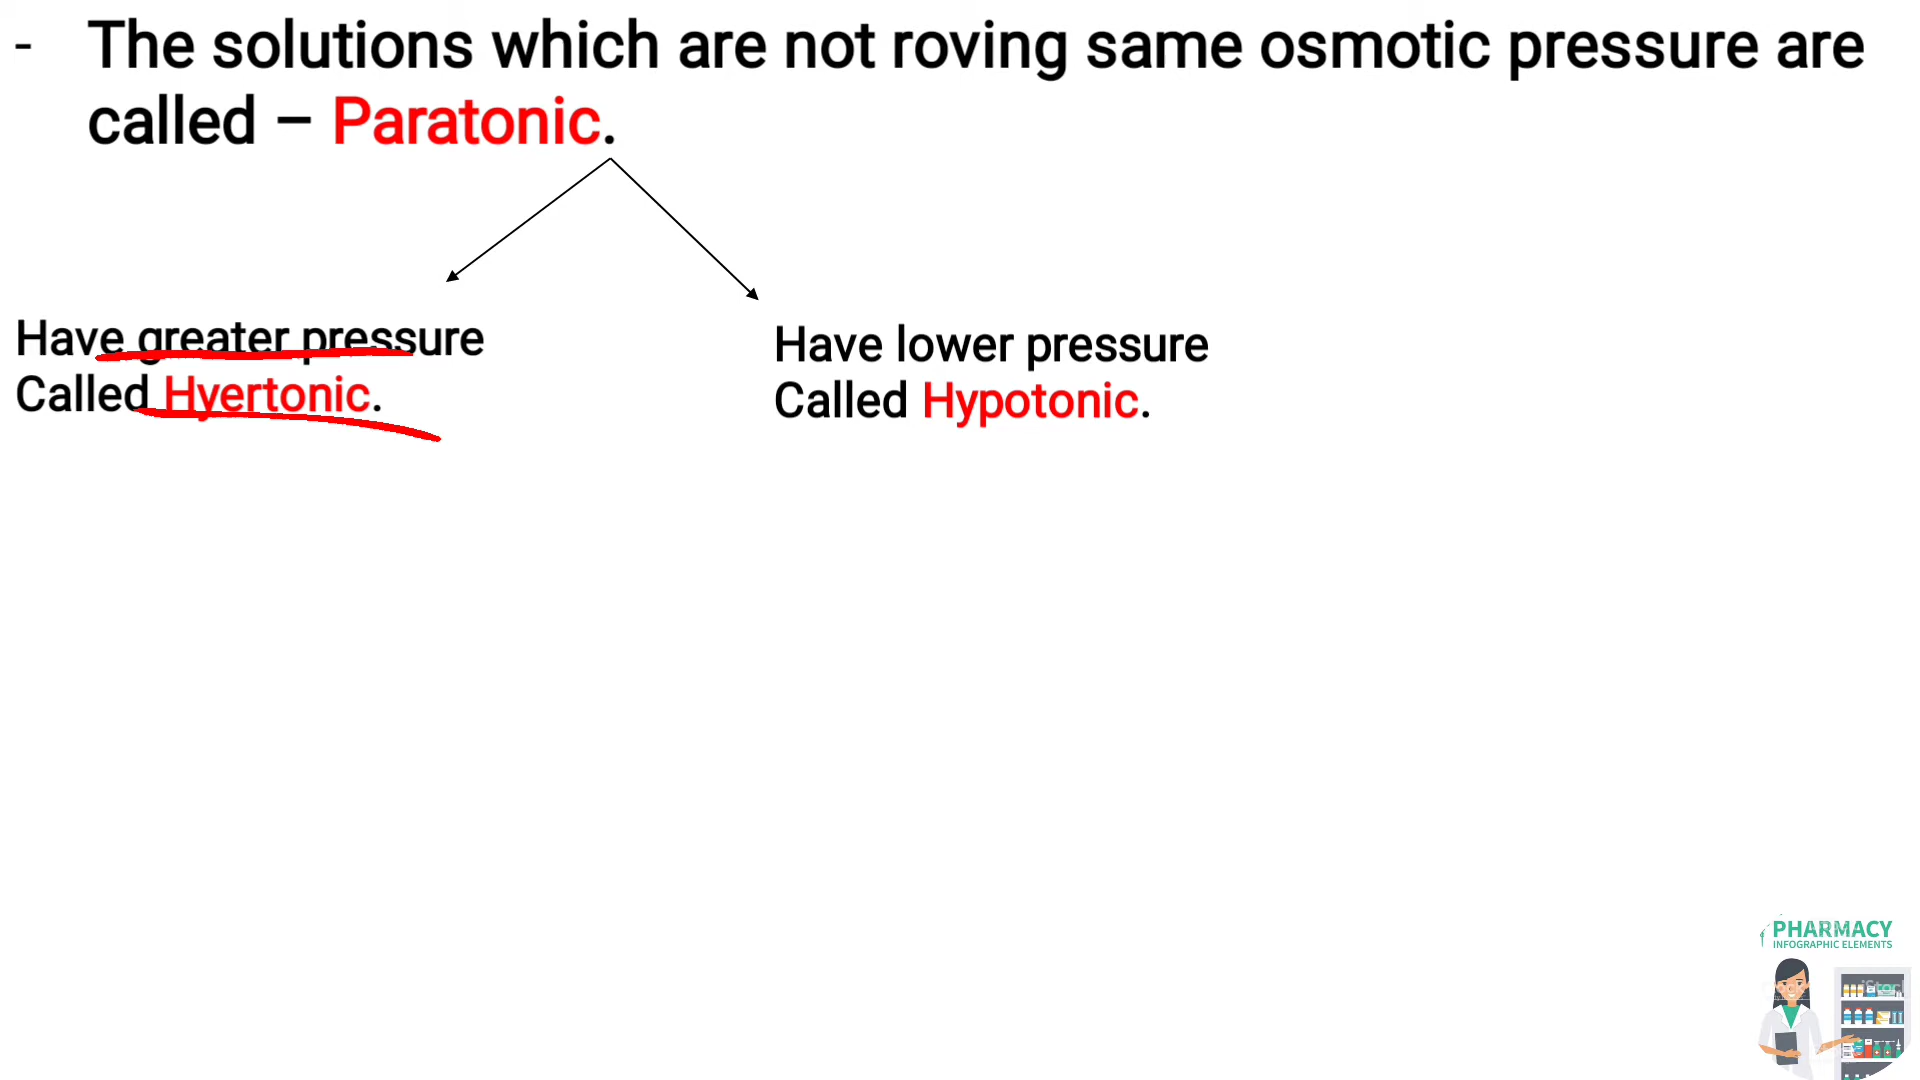 - The solutions which are not roving same osmotic pressure are
called – Paratonic.
Have greater pressure
Called Hyertonic.
Have lower pressure
Called Hypotonic.
PHARMACY
INFOGRAPHIC ELEMENTS